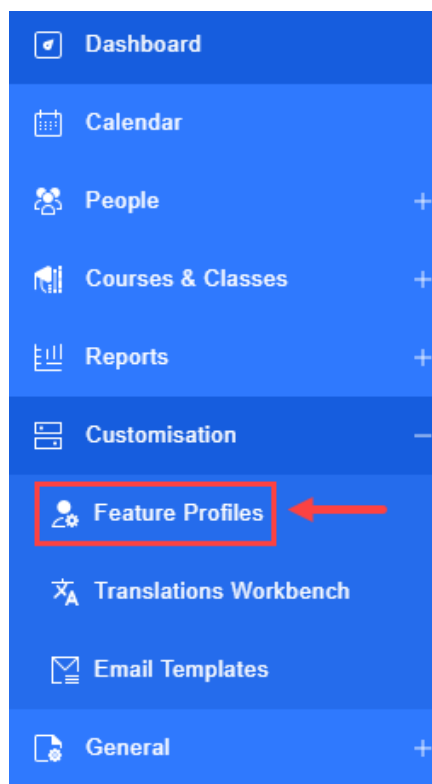 Dashboard
Calendar
People
Courses & Classes
Reports
Customisation
Feature Profiles
Translations Workbench
Email Templates
General